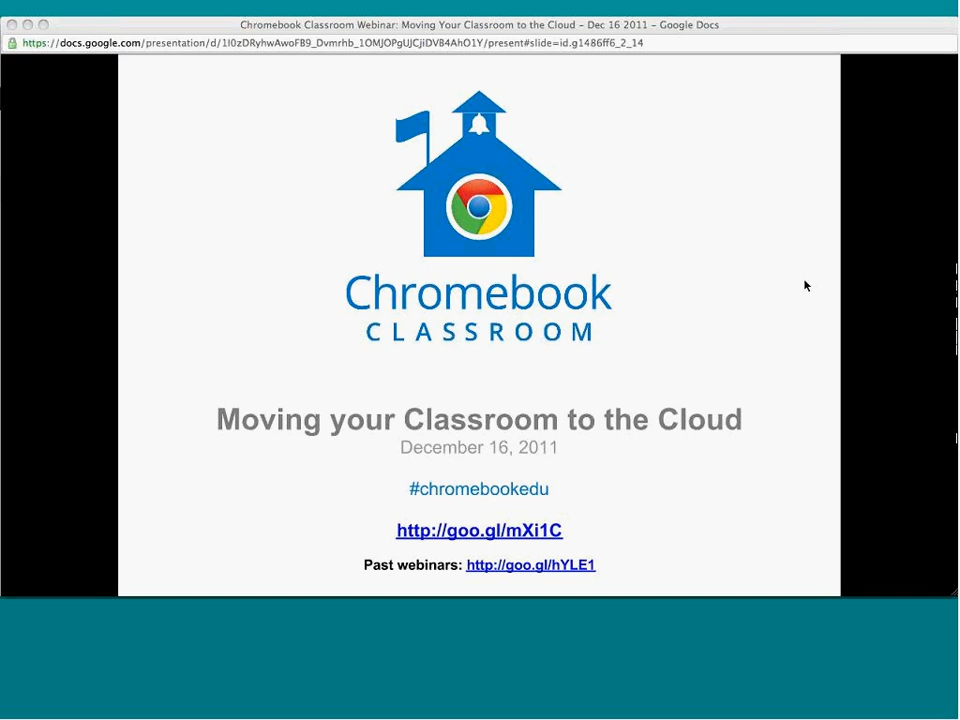 Chromebook Classroom Webinar: Moving Your Classroom to the Cloud – Dec 16 2011 – Google Docs
https://docs.google.com/presentation/d/1I0zDRyhwAwoFB9_Dvmrhb_1OMJOPgUJCjiDVB4AhO1Y/present#slide=id.g1486ff6_2_14
Chromebook
CLASSROOM
Moving your Classroom to the Cloud
December 16, 2011
#chromebookedu
http://goo.gl/mXi1C
Past webinars: http://goo.gl/hYLE1